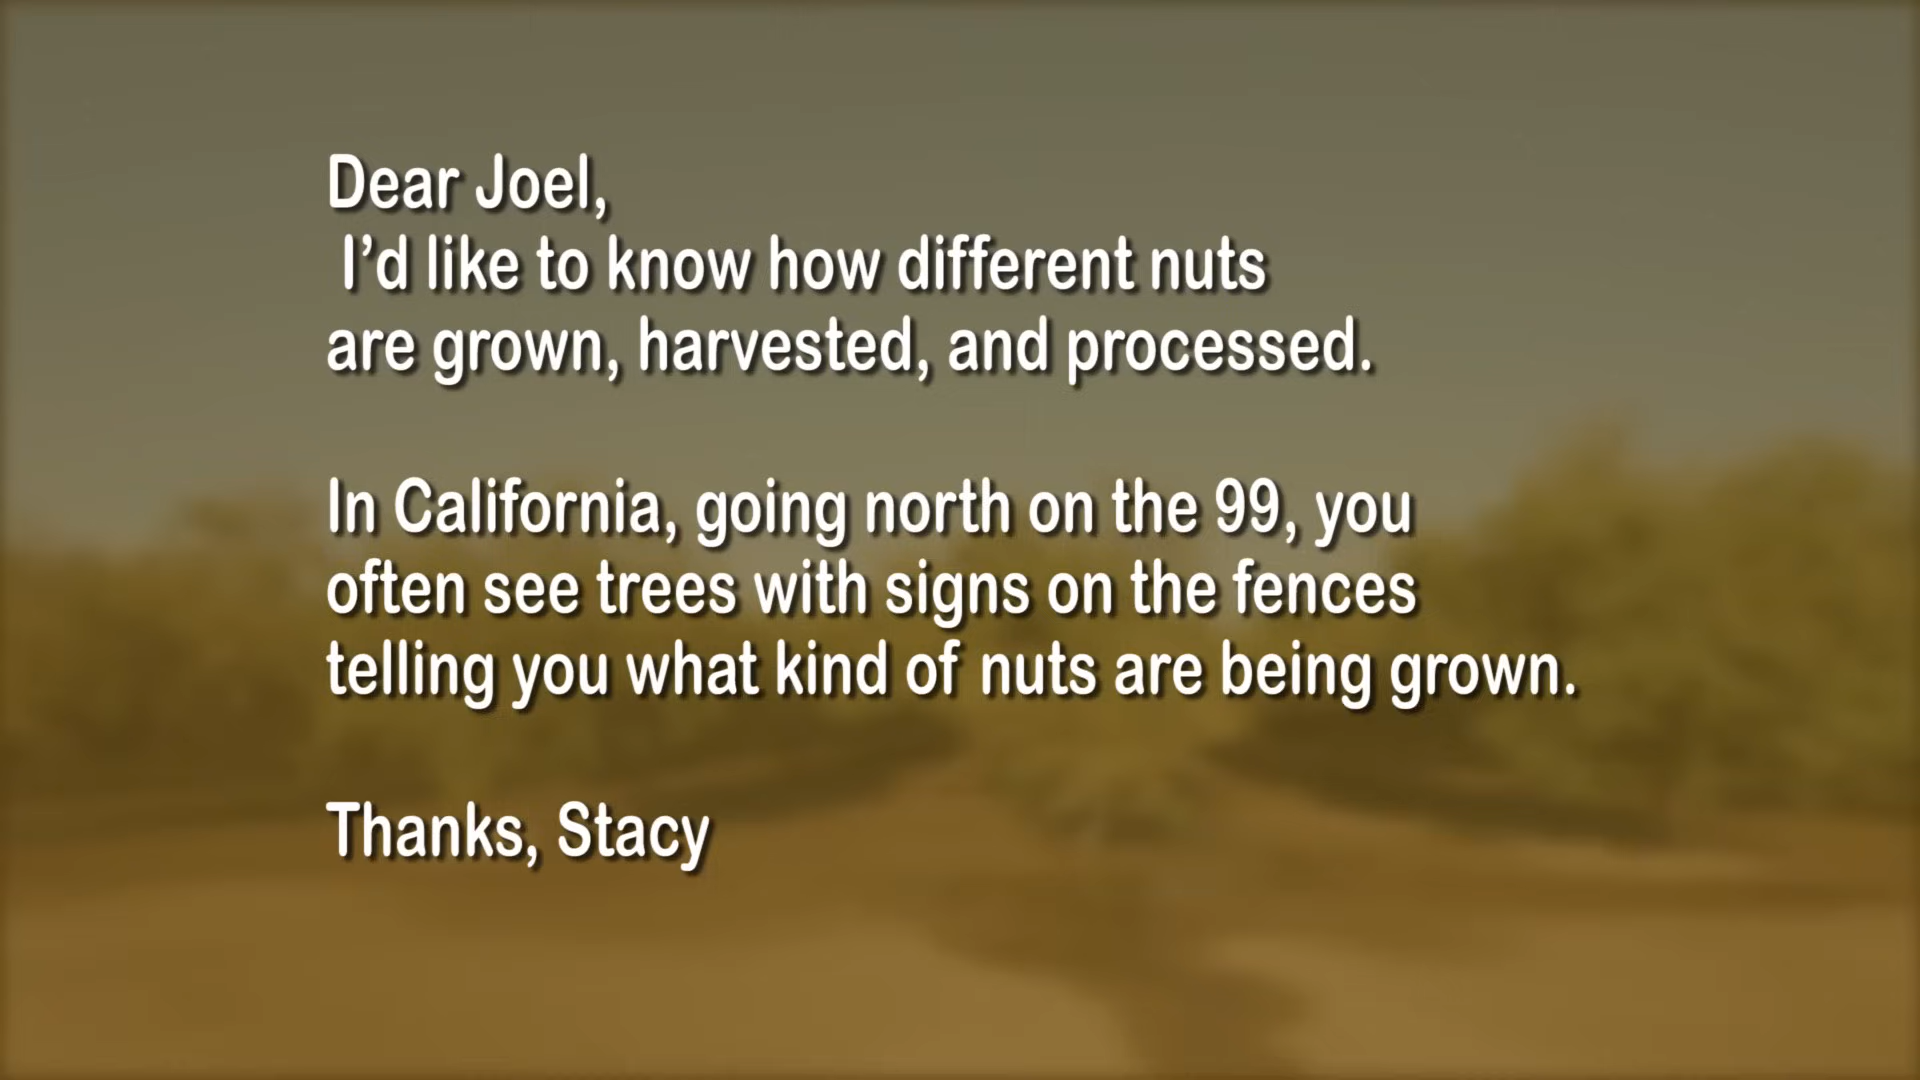 Dear Joel,
I’d like to know how different nuts
are grown, harvested, and processed.
In California, going north on the 99, you
often see trees with signs on the fences
telling you what kind of nuts are being grown.
Thanks, Stacy